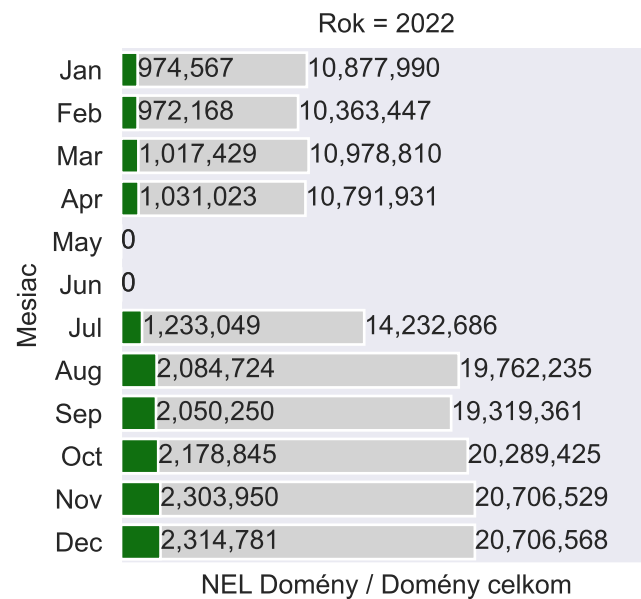 Rok = 2022
Jan 974,567 10,877,990
Feb 972,168 10,363,447
Mar 1,017,429 10,978,810
Apr 1,031,023 10,791,931
May 0
Jun 0
Jul 1,233,049 14,232,686
Aug 2,084,724 19,762,235
Sep 2,050,250 19,319,361
Oct 2,178,845 20,289,425
Nov 2,303,950 20,706,529
Dec 2,314,781 20,706,568
Mesiac
NEL Domény / Domény celkom